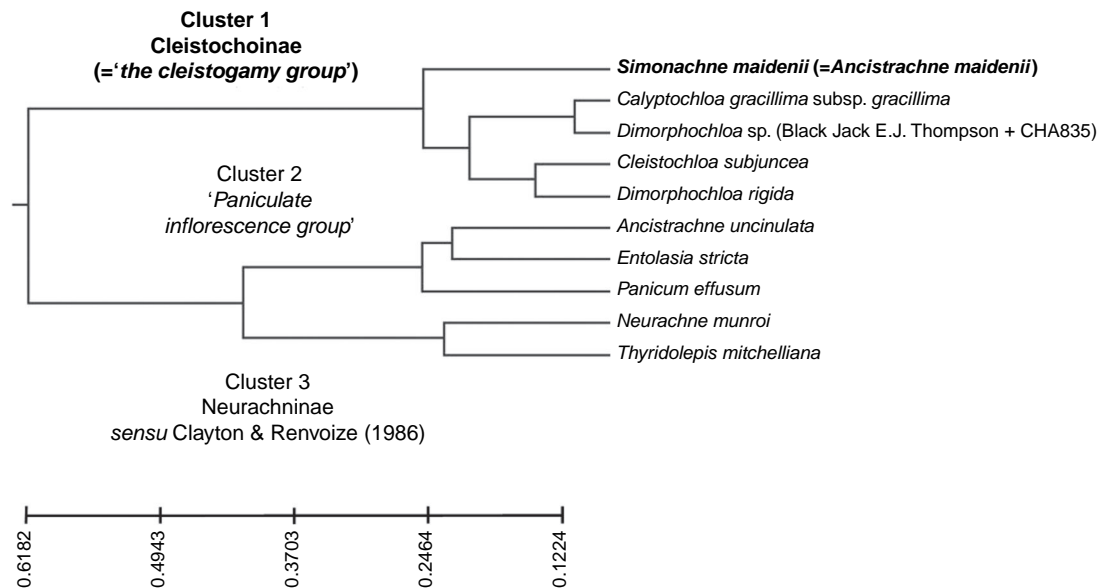 Cluster 1
Cleistochoinae
(=‘the cleistogamy group’)
Simonachne maidenii (=Ancistrachne maidenii)
Calyptochloa gracillima subsp. gracillima
Dimorphochloa sp. (Black Jack E.J. Thompson + CHA835)
Cleistochloa subjuncea
Dimorphochloa rigida
Cluster 2
‘Paniculate
inflorescence group’
Ancistrachne uncinulata
Entolasia stricta
Panicum effusum
Neurachne munroi
Thyridolepis mitchelliana
Cluster 3
Neurachninae
sensu Clayton & Renvoize (1986)
0.6182
0.4943
0.3703
0.2464
0.1224